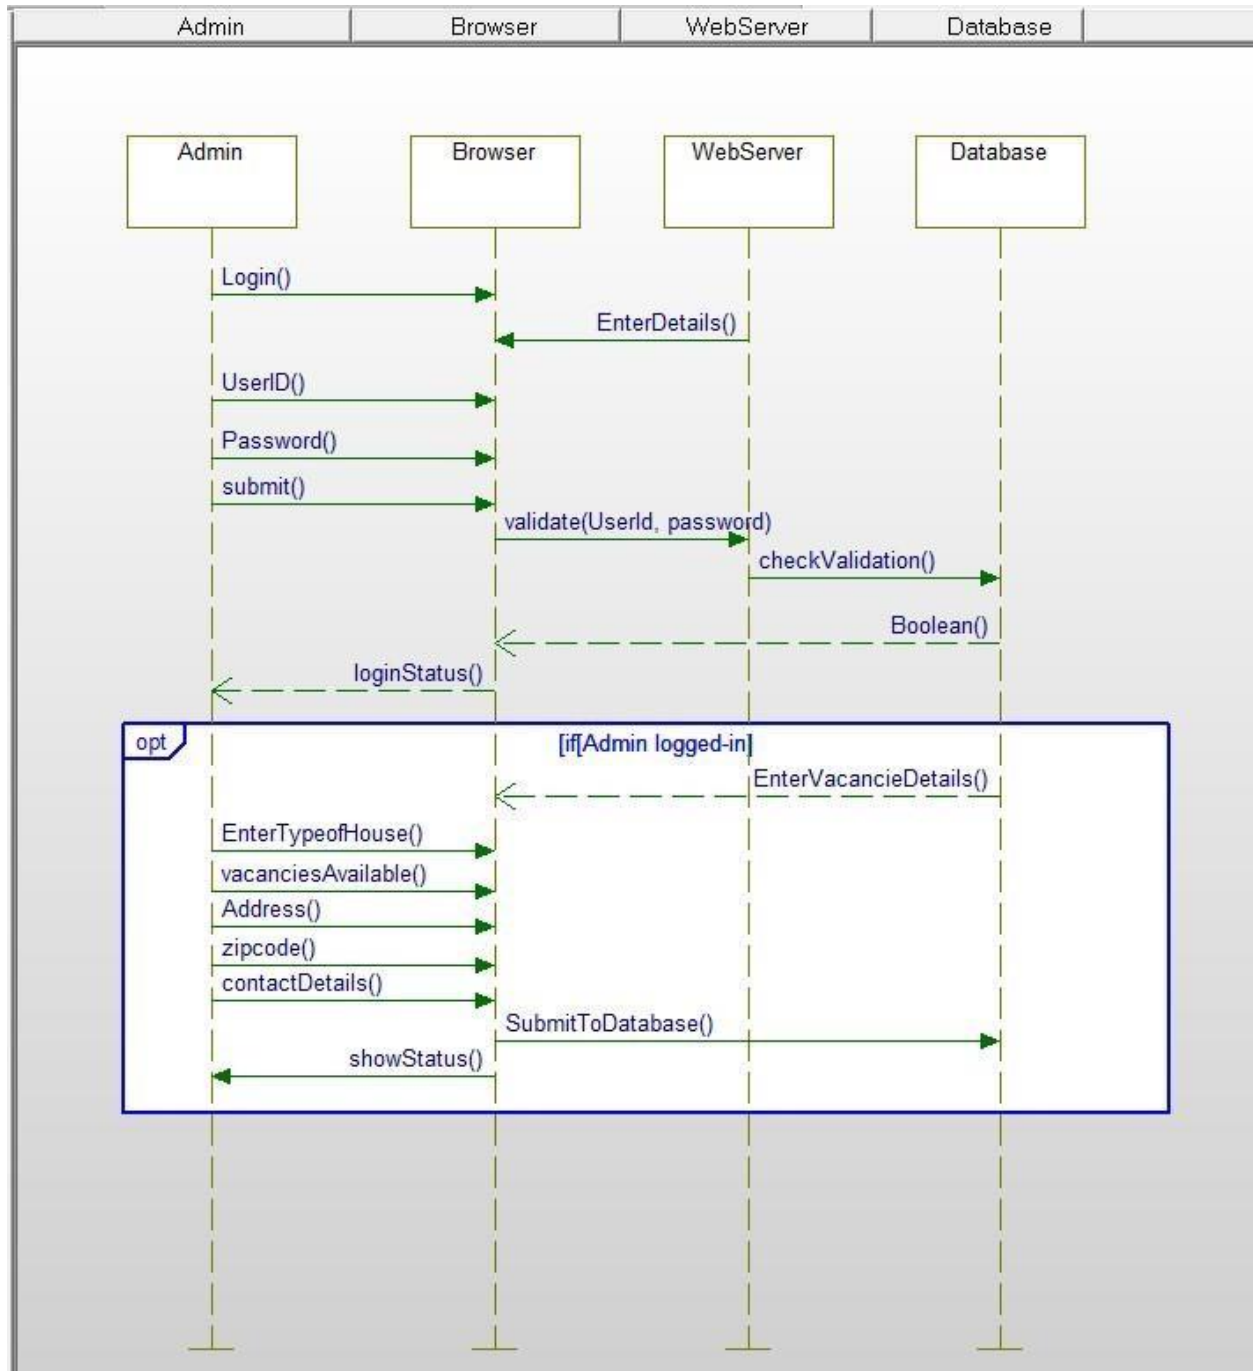 Admin Browser WebServer Database
Admin Browser WebServer Database
Login()
EnterDetails()
UserID()
Password()
submit()
validate(UserId, password)
checkValidation()
Boolean()
loginStatus()
opt [if[Admin logged-in]
EnterVacancieDetails()
EnterTypeofHouse()
vacanciesAvailable()
Address()
zipcode()
contactDetails()
SubmitToDatabase()
showStatus()